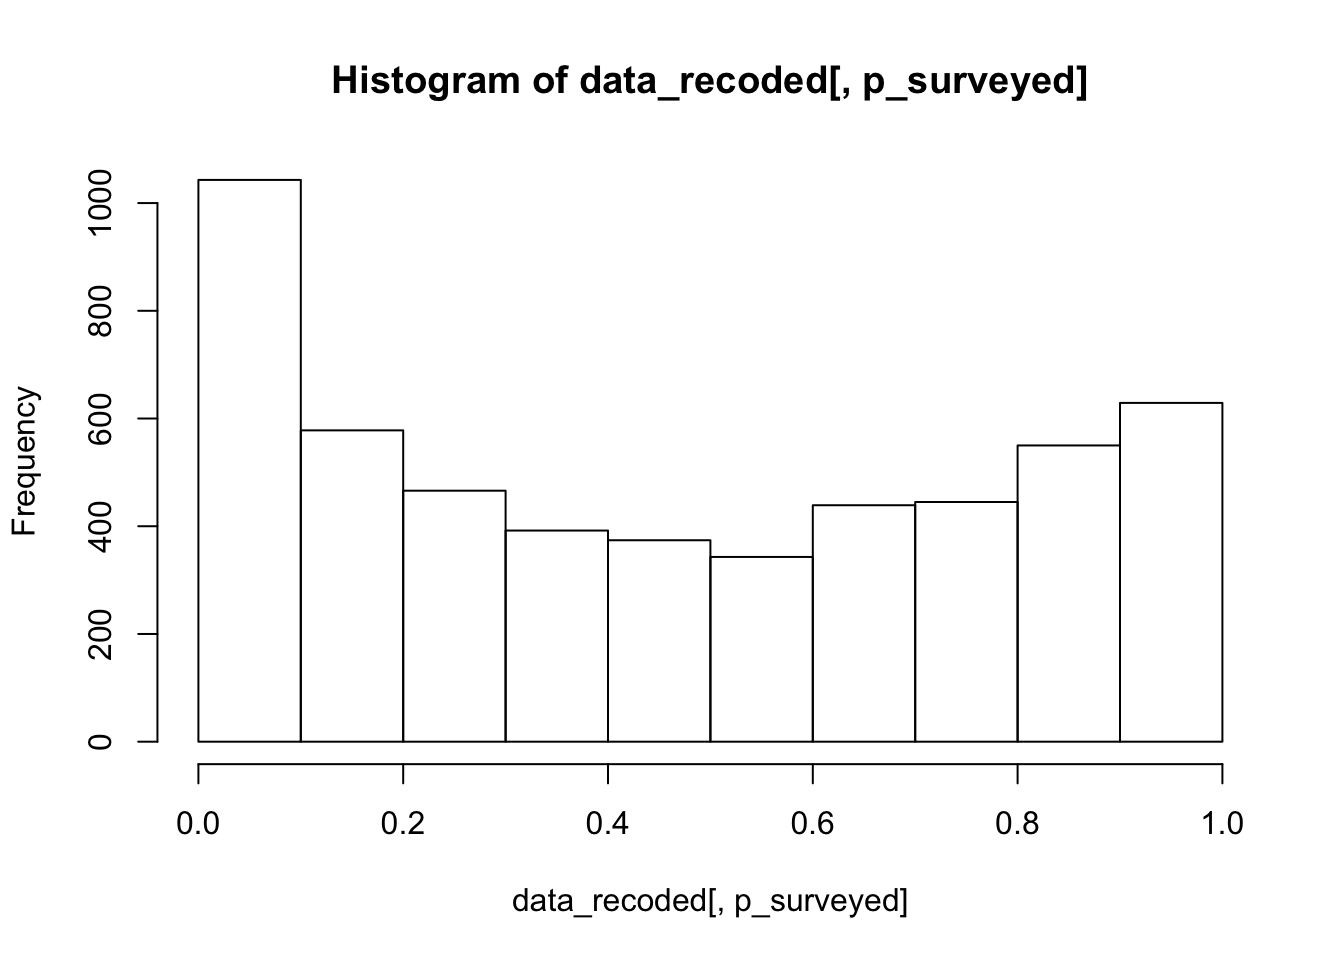 Histogram of data_recoded[, p_surveyed]
Frequency
1000
800
600
400
200
0
0.0 0.2 0.4 0.6 0.8 1.0
data_recoded[, p_surveyed]